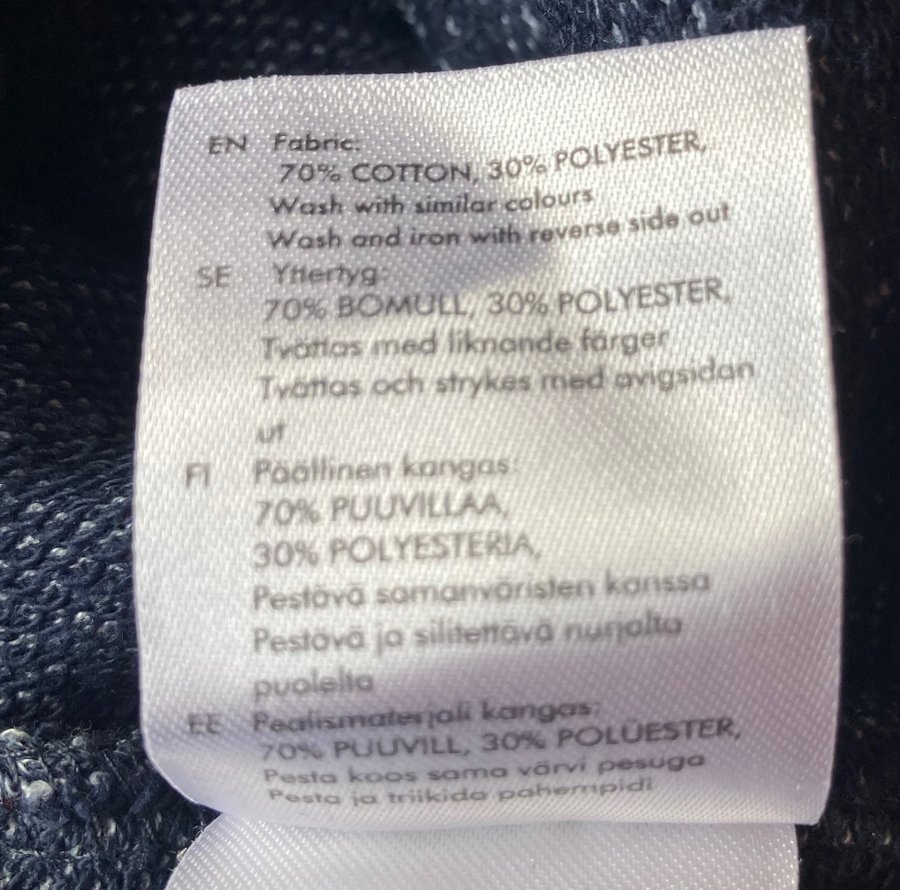 EN Fabric:
70% COTTON, 30% POLYESTER,
Wash with similar colours
Wash and iron with reverse side out
SE Yttertyg:
70% BOMULL, 30% POLYESTER,
Tvättas med liknande färger
Tvättas och strykes med avigsidan
ut
FI Päällinen kangas:
70% PUUVILLAA,
30% POLYESTERIA,
Pestävä samanväristen kanssa
Pestävä ja silitettävä nurjalta
puolelta
EE Pealismaterjali kangas:
70% PUUVILL, 30% POLÜESTER,
Pesta koos sama värvi pesuga
Pesta ja triikida pahempidi